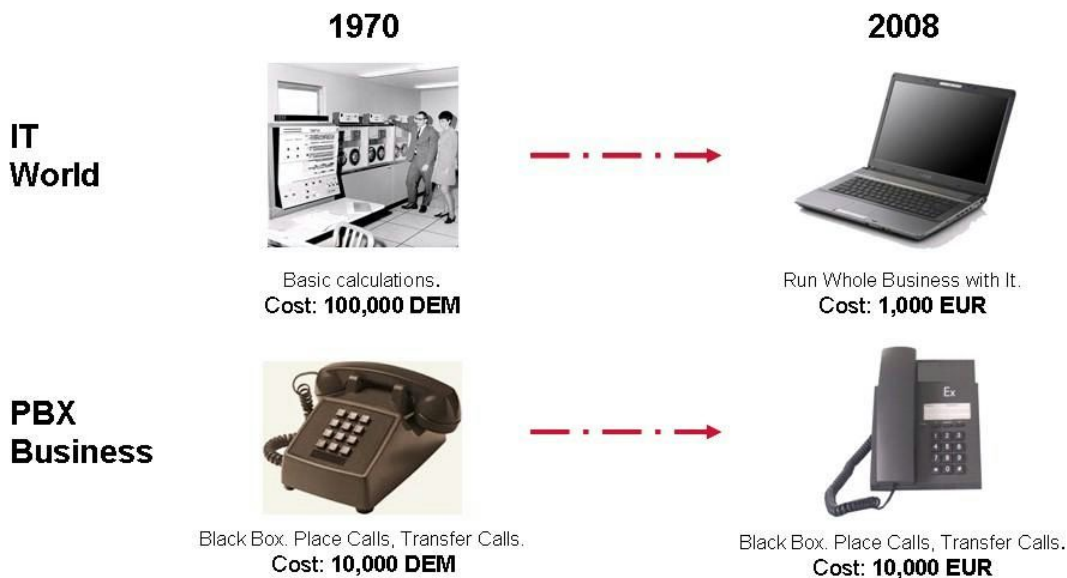 1970
2008
IT
World
Basic calculations.
Cost: 100,000 DEM
Run Whole Business with It.
Cost: 1,000 EUR
PBX
Business
Ex
Black Box. Place Calls, Transfer Calls.
Cost: 10,000 DEM
Black Box. Place Calls, Transfer Calls.
Cost: 10,000 EUR